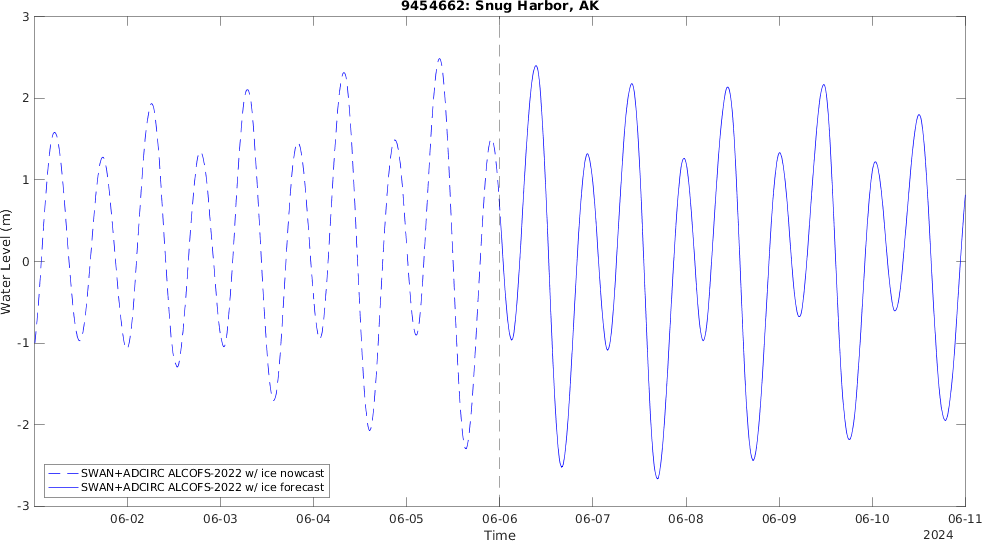 9454662: Snug Harbor, AK
3
2
1
0
-1
-2
-3
Water Level (m)
SWAN+ADCIRC ALCOFS-2022 w/ ice nowcast
SWAN+ADCIRC ALCOFS-2022 w/ ice forecast
06-02 06-03 06-04 06-05 06-06 06-07 06-08 06-09 06-10 06-11
Time
2024